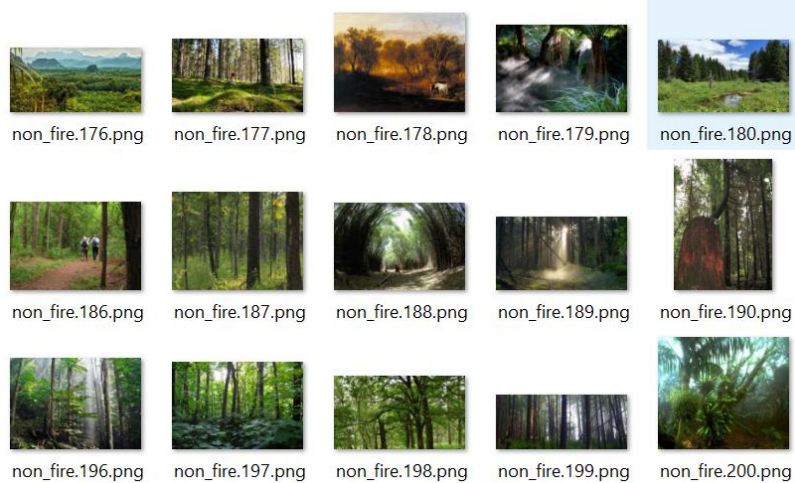 non_fire.176.png
non_fire.177.png
non_fire.178.png
non_fire.179.png
non_fire.180.png
non_fire.186.png
non_fire.187.png
non_fire.188.png
non_fire.189.png
non_fire.190.png
non_fire.196.png
non_fire.197.png
non_fire.198.png
non_fire.199.png
non_fire.200.png